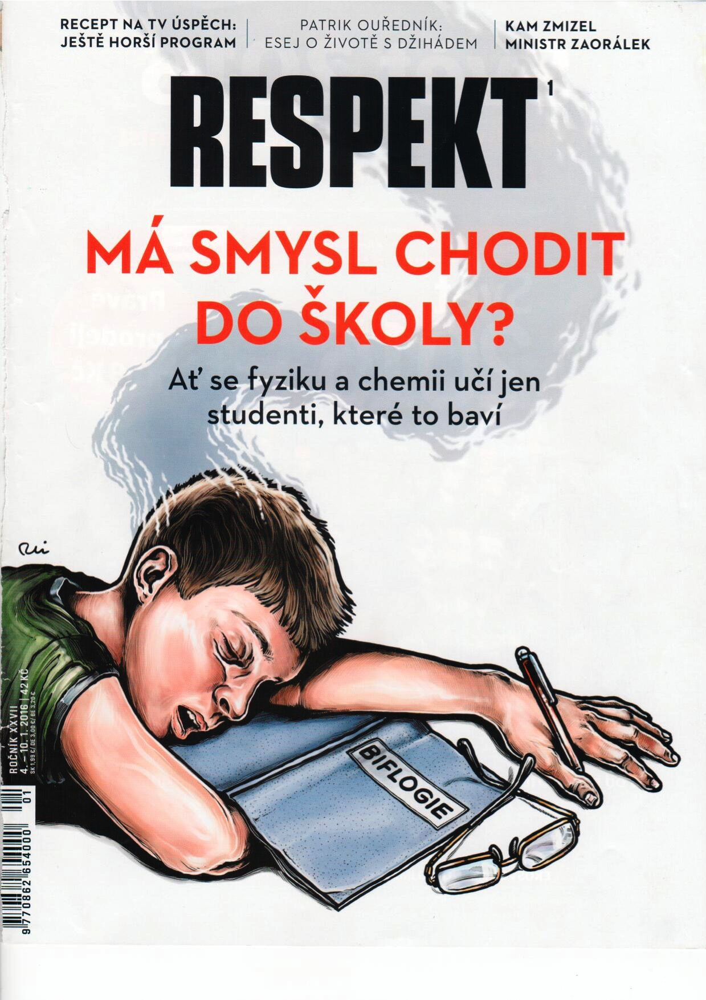 RECEPT NA TV ÚSPĚCH:
JEŠTĚ HORŠÍ PROGRAM
PATRIK OUŘEDNÍK:
ESEJ O ŽIVOTĚ S DŽIHÁDEM
KAM ZMIZEL
MINISTR ZAORÁLEK
RESPEKT 1
MÁ SMYSL CHODIT
DO ŠKOLY?
Ať se fyziku a chemii učí jen
studenti, které to baví
BIFLOGIE
ROČNÍK XXVII
4. – 10. 1. 2016 | 42 KČ
SK 1,99 €/ DE 3,00 €/ BE 3,20 €
01
9 770862 654000